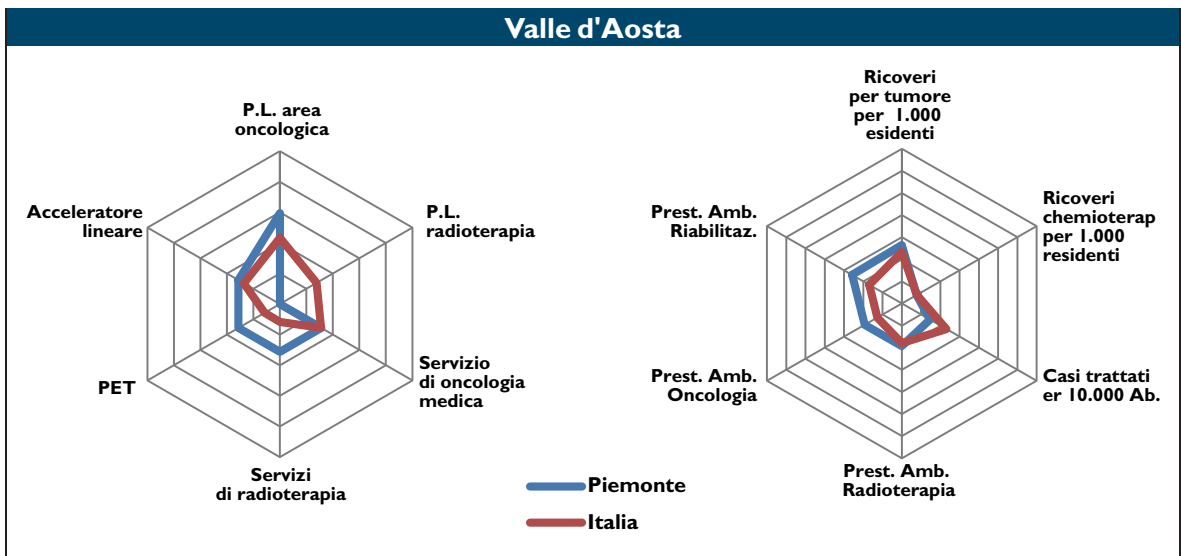 Valle d'Aosta
P.L. area
oncologica
P.L.
radioterapia
Servizio
di oncologia
medica
Servizi
di radioterapia
PET
Acceleratore
lineare
Ricoveri
per tumore
per 1.000
esidenti
Ricoveri
chemioterap
per 1.000
residenti
Casi trattati
er 10.000 Ab.
Prest. Amb.
Radioterapia
Prest. Amb.
Oncologia
Prest. Amb.
Riabilitaz.
Piemonte
Italia